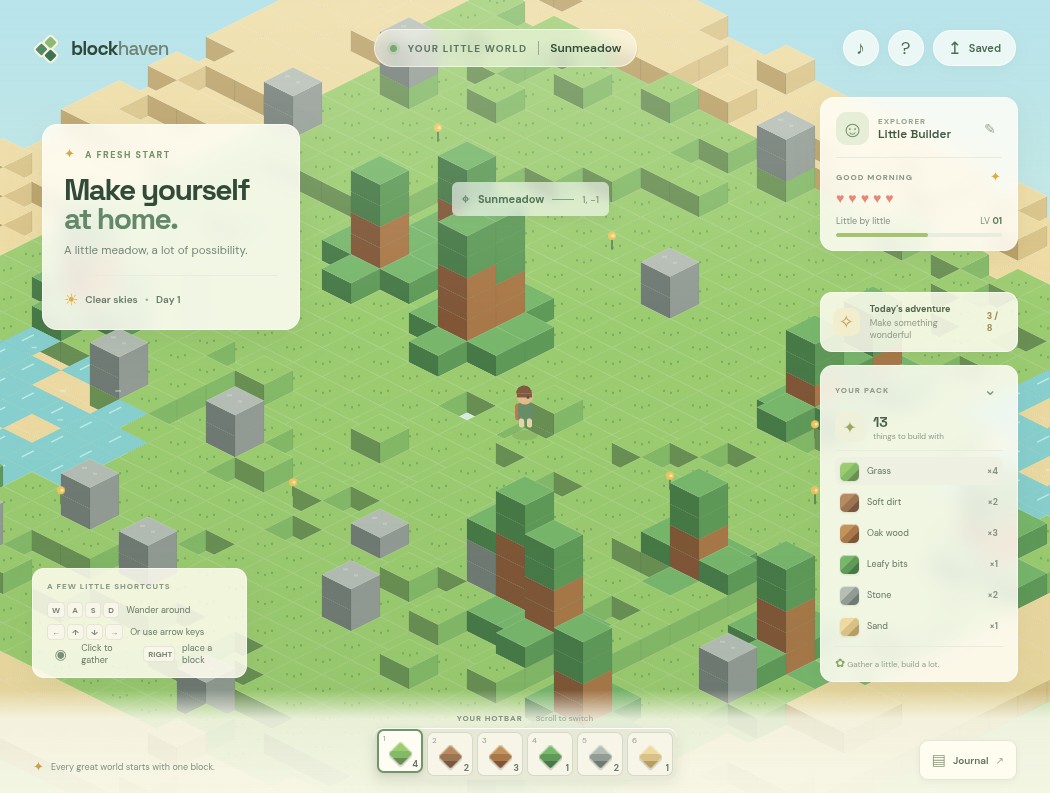 blockhaven
YOUR LITTLE WORLD Sunmeadow
? Saved
A FRESH START
Make yourself
at home.
A little meadow, a lot of possibility.
Clear skies • Day 1
Sunmeadow 1, -1
EXPLORER
Little Builder
GOOD MORNING
Little by little LV 01
Today's adventure
Make something
wonderful
3 /
8
YOUR PACK
13
things to build with
Grass ×4
Soft dirt ×2
Oak wood ×3
Leafy bits ×1
Stone ×2
Sand ×1
Gather a little, build a lot.
A FEW LITTLE SHORTCUTS
W A S D Wander around
← ↑ ↓ → Or use arrow keys
Click to
gather
RIGHT place a
block
YOUR HOTBAR Scroll to switch
1 4
2 2
3 3
4 1
5 2
6 1
Every great world starts with one block.
Journal ↗